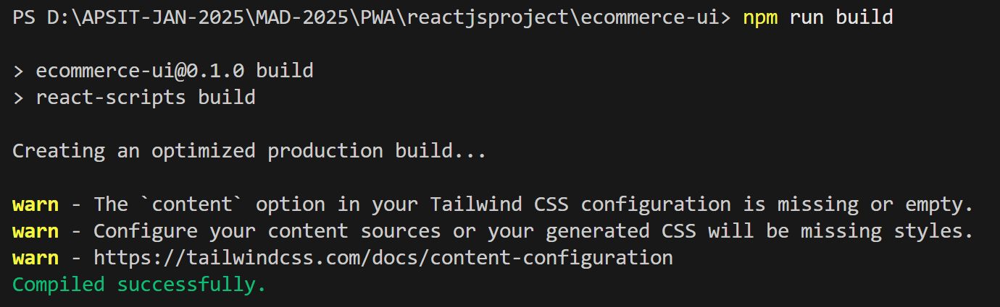 PS D:\APSIT-JAN-2025\MAD-2025\PWA\reactjsproject\ecommerce-ui> npm run build
> ecommerce-ui@0.1.0 build
> react-scripts build
Creating an optimized production build...
warn - The `content` option in your Tailwind CSS configuration is missing or empty.
warn - Configure your content sources or your generated CSS will be missing styles.
warn - https://tailwindcss.com/docs/content-configuration
Compiled successfully.